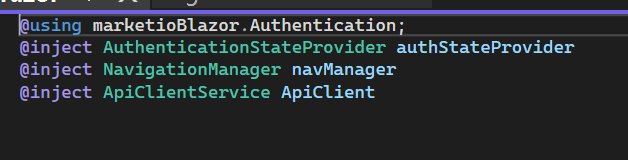 @using marketioBlazor.Authentication;
@inject AuthenticationStateProvider authStateProvider
@inject NavigationManager navManager
@inject ApiClientService ApiClient